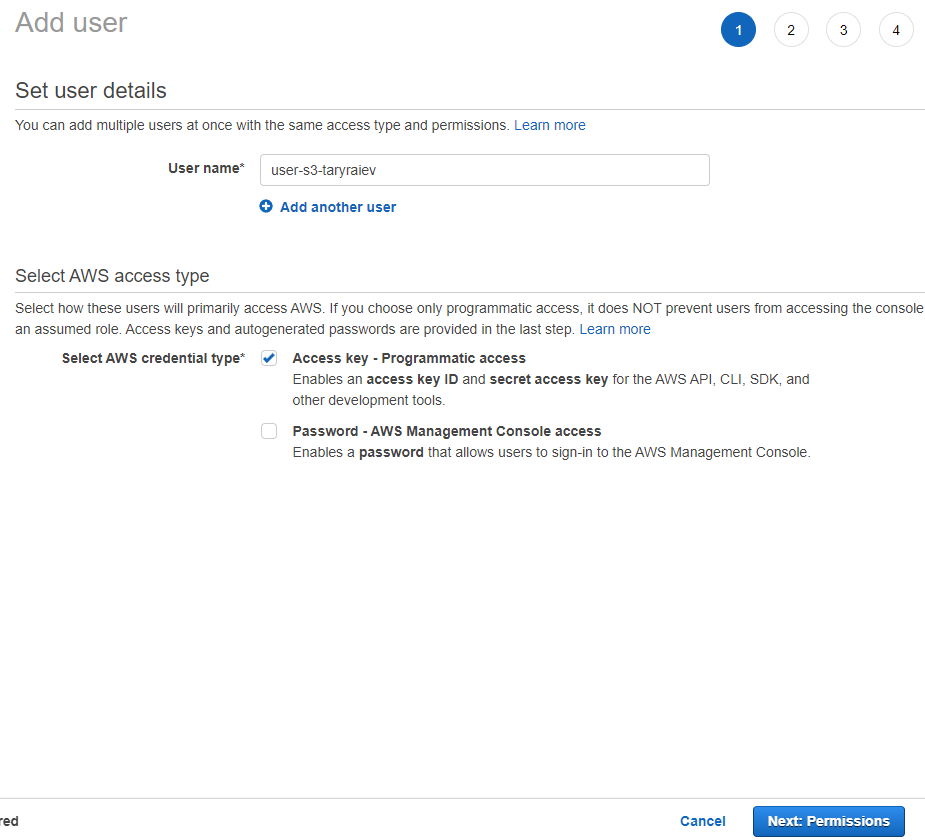 Add user
1 2 3 4
Set user details
You can add multiple users at once with the same access type and permissions. Learn more
User name*
user-s3-taryraiev
Add another user
Select AWS access type
Select how these users will primarily access AWS. If you choose only programmatic access, it does NOT prevent users from accessing the console
an assumed role. Access keys and autogenerated passwords are provided in the last step. Learn more
Select AWS credential type*
Access key - Programmatic access
Enables an access key ID and secret access key for the AWS API, CLI, SDK, and
other development tools.
Password - AWS Management Console access
Enables a password that allows users to sign-in to the AWS Management Console.
red
Cancel
Next: Permissions